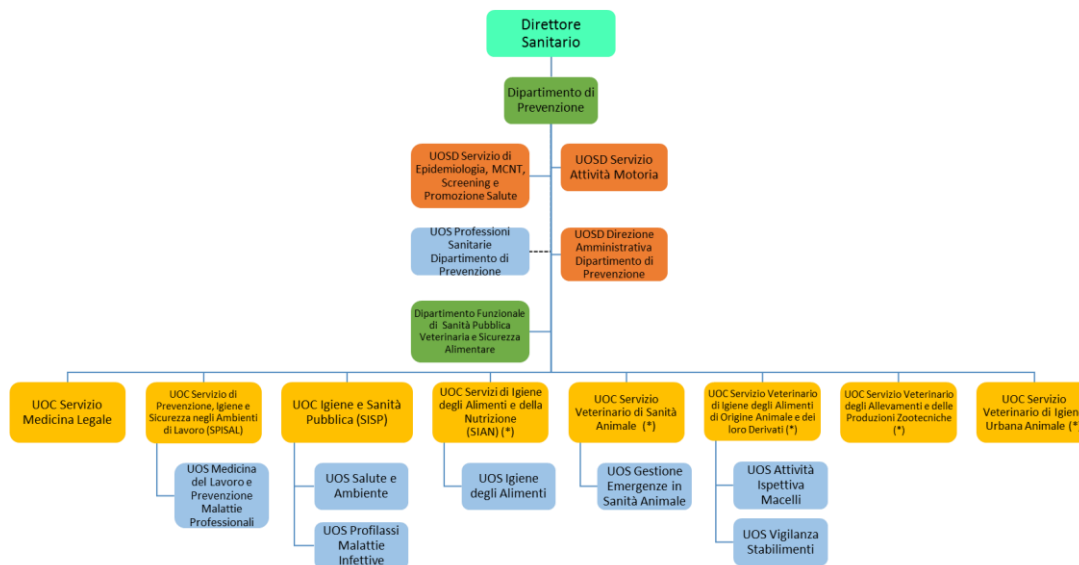 Direttore
Sanitario
Dipartimento di
Prevenzione
UOSD Servizio di
Epidemiologia, MCNT,
Screening e
Promozione Salute
UOSD Servizio
Attività Motoria
UOS Professioni
Sanitarie
Dipartimento di
Prevenzione
UOSD Direzione
Amministrativa
Dipartimento di
Prevenzione
Dipartimento Funzionale
di Sanità Pubblica
Veterinaria e Sicurezza
Alimentare
UOC Servizio
Medicina Legale
UOC Servizio di
Prevenzione, Igiene e
Sicurezza negli Ambienti
di Lavoro (SPISAL)
UOC Igiene e Sanità
Pubblica (SISP)
UOC Servizi di Igiene
degli Alimenti e della
Nutrizione
(SIAN) (*)
UOC Servizio
Veterinario di Sanità
Animale (*)
UOC Servizio Veterinario
di Igiene degli Alimenti
di Origine Animale e dei
loro Derivati (*)
UOC Servizio Veterinario
degli Allevamenti e delle
Produzioni Zootecniche
(*)
UOC Servizio
Veterinario di Igiene
Urbana Animale (*
UOS Medicina
del Lavoro e
Prevenzione
Malattie
Professionali
UOS Salute e
Ambiente
UOS Igiene
degli Alimenti
UOS Gestione
Emergenze in
Sanità Animale
UOS Attività
Ispettiva
Macelli
UOS Profilassi
Malattie
Infettive
UOS Vigilanza
Stabilimenti